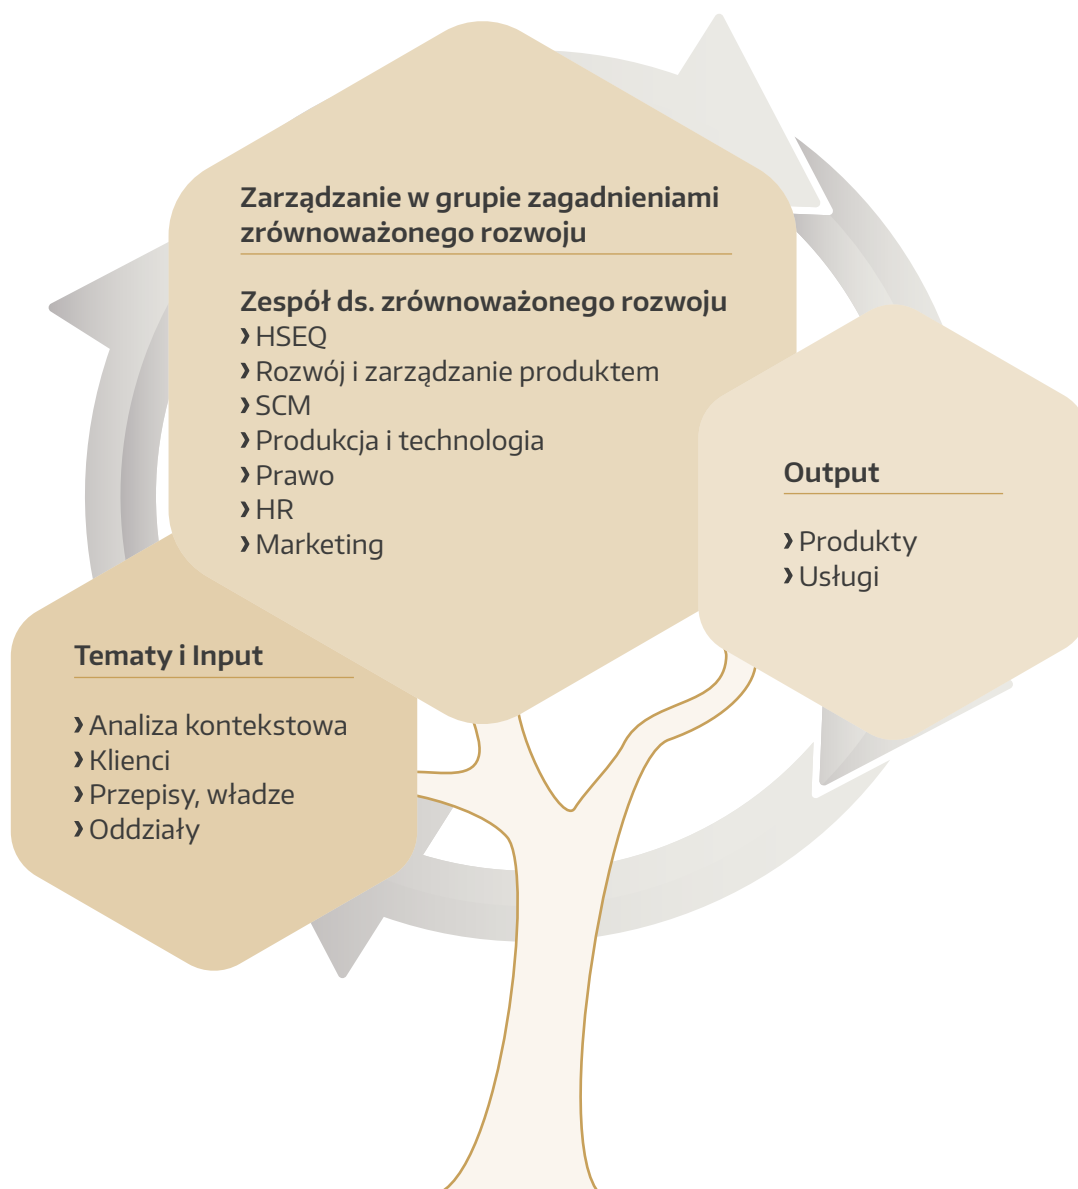 Zarządzanie w grupie zagadnieniami
zrównoważonego rozwoju
Zespół ds. zrównoważonego rozwoju
› HSEQ
› Rozwój i zarządzanie produktem
› SCM
› Produkcja i technologia
› Prawo
› HR
› Marketing
Output
› Produkty
› Usługi
Tematy i Input
› Analiza kontekstowa
› Klienci
› Przepisy, władze
› Oddziały